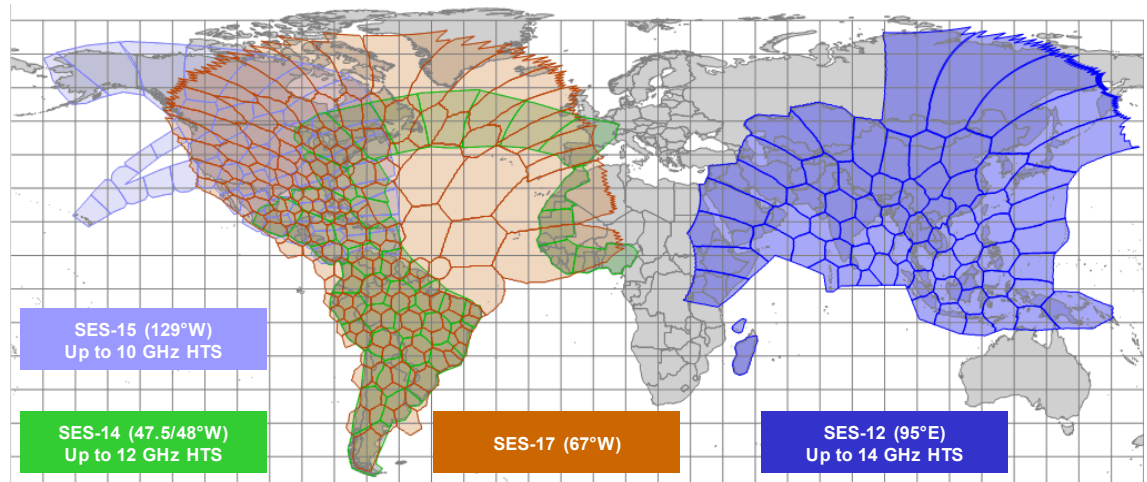 SES-15 (129°W)
Up to 10 GHz HTS
SES-14 (47.5/48°W)
Up to 12 GHz HTS
SES-17 (67°W)
SES-12 (95°E)
Up to 14 GHz HTS